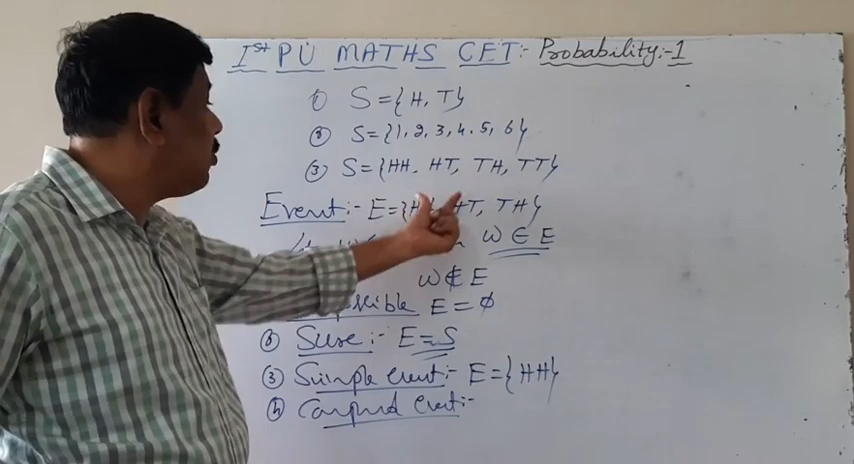 Ist PU MATHS CET:- Probability:-1
① S={H, T}
② S={1, 2, 3, 4, 5, 6}
③ S={HH, HT, TH, TT}
Event:- E={H HT, TH}
W ∈ E
W ∉ E
E = ϕ
② Sure:- E=S
③ Simple event:- E={HH}
④ Compund Event:-